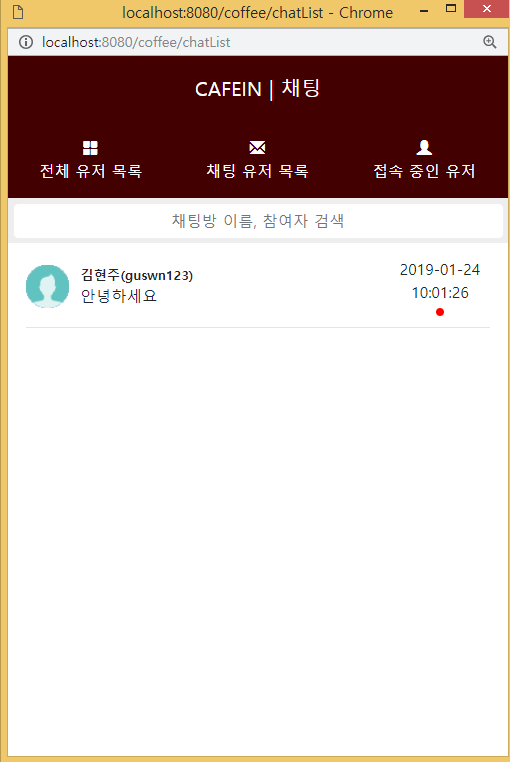 localhost:8080/coffee/chatList - Chrome
localhost:8080/coffee/chatList
CAFEIN | 채팅
전체 유저 목록 채팅 유저 목록 접속 중인 유저
채팅방 이름, 참여자 검색
김현주(guswn123)
안녕하세요
2019-01-24
10:01:26